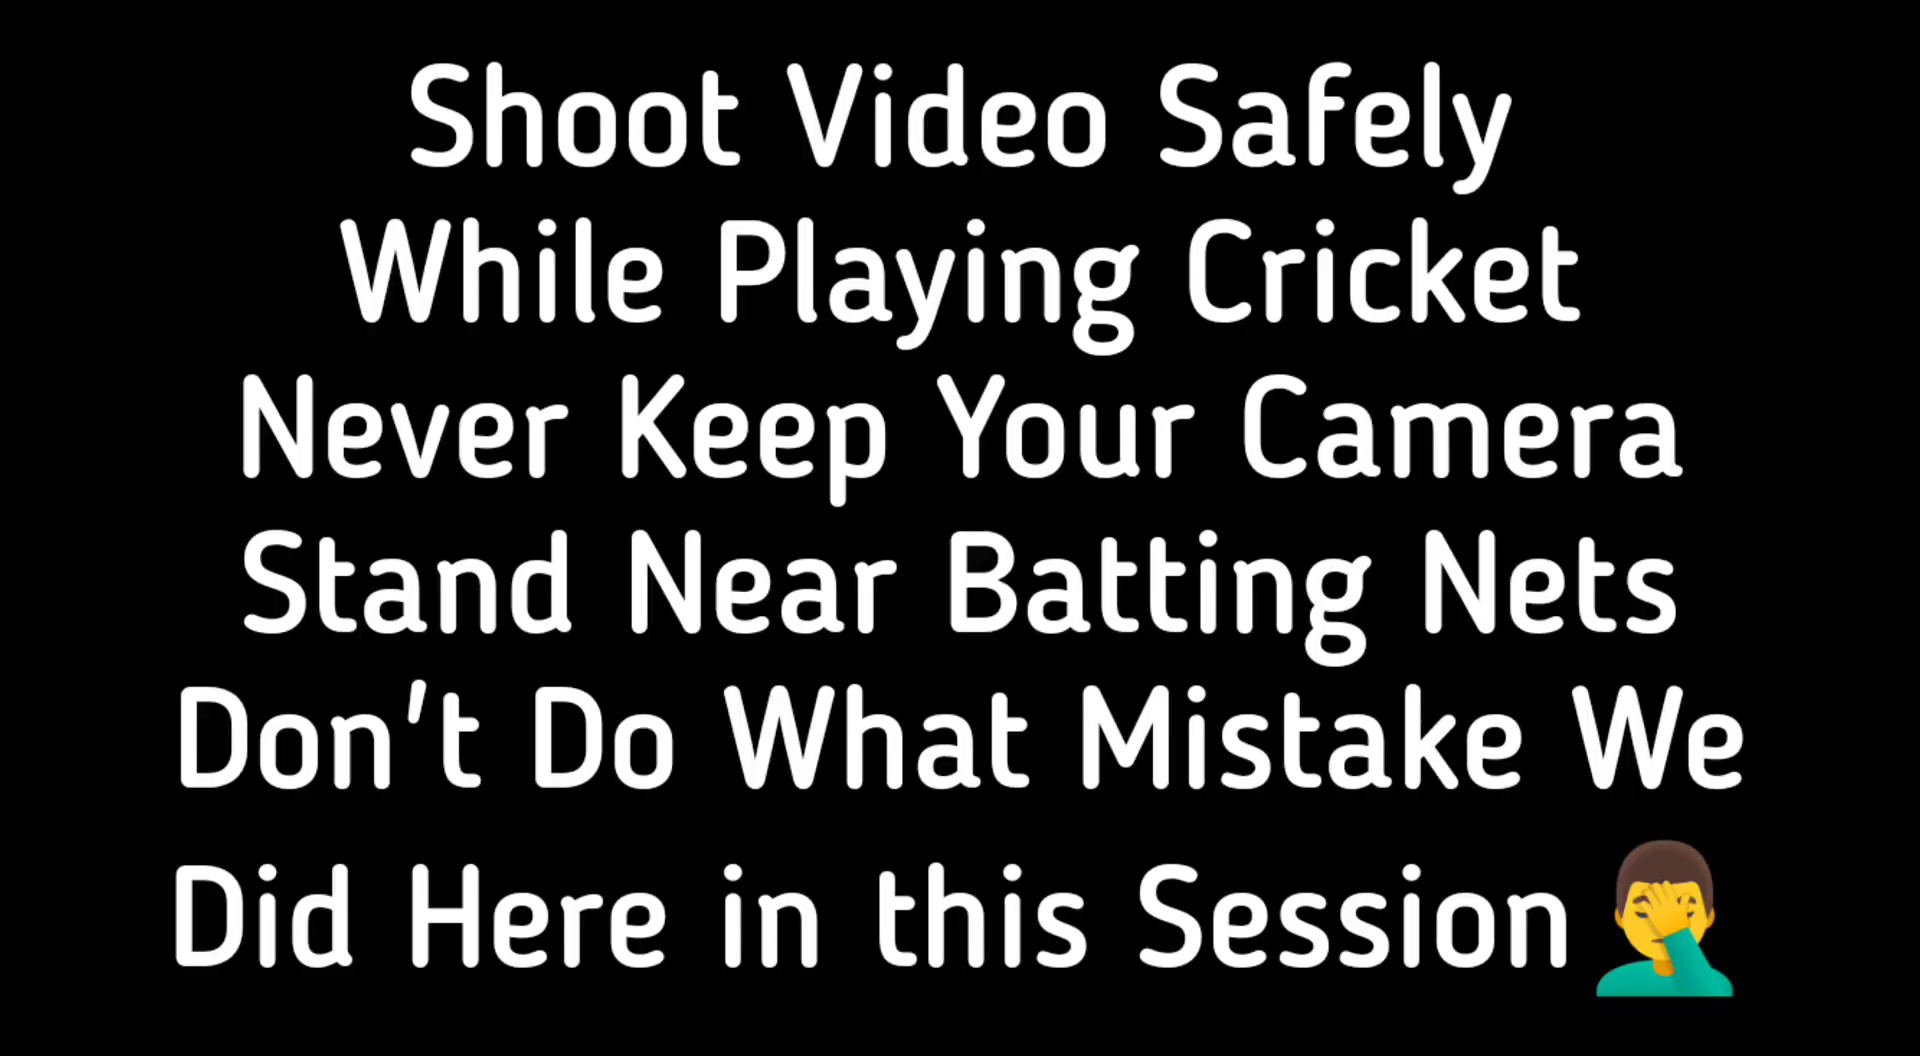 Shoot Video Safely
While Playing Cricket
Never Keep Your Camera
Stand Near Batting Nets
Don't Do What Mistake We
Did Here in this Session🤦‍♂️